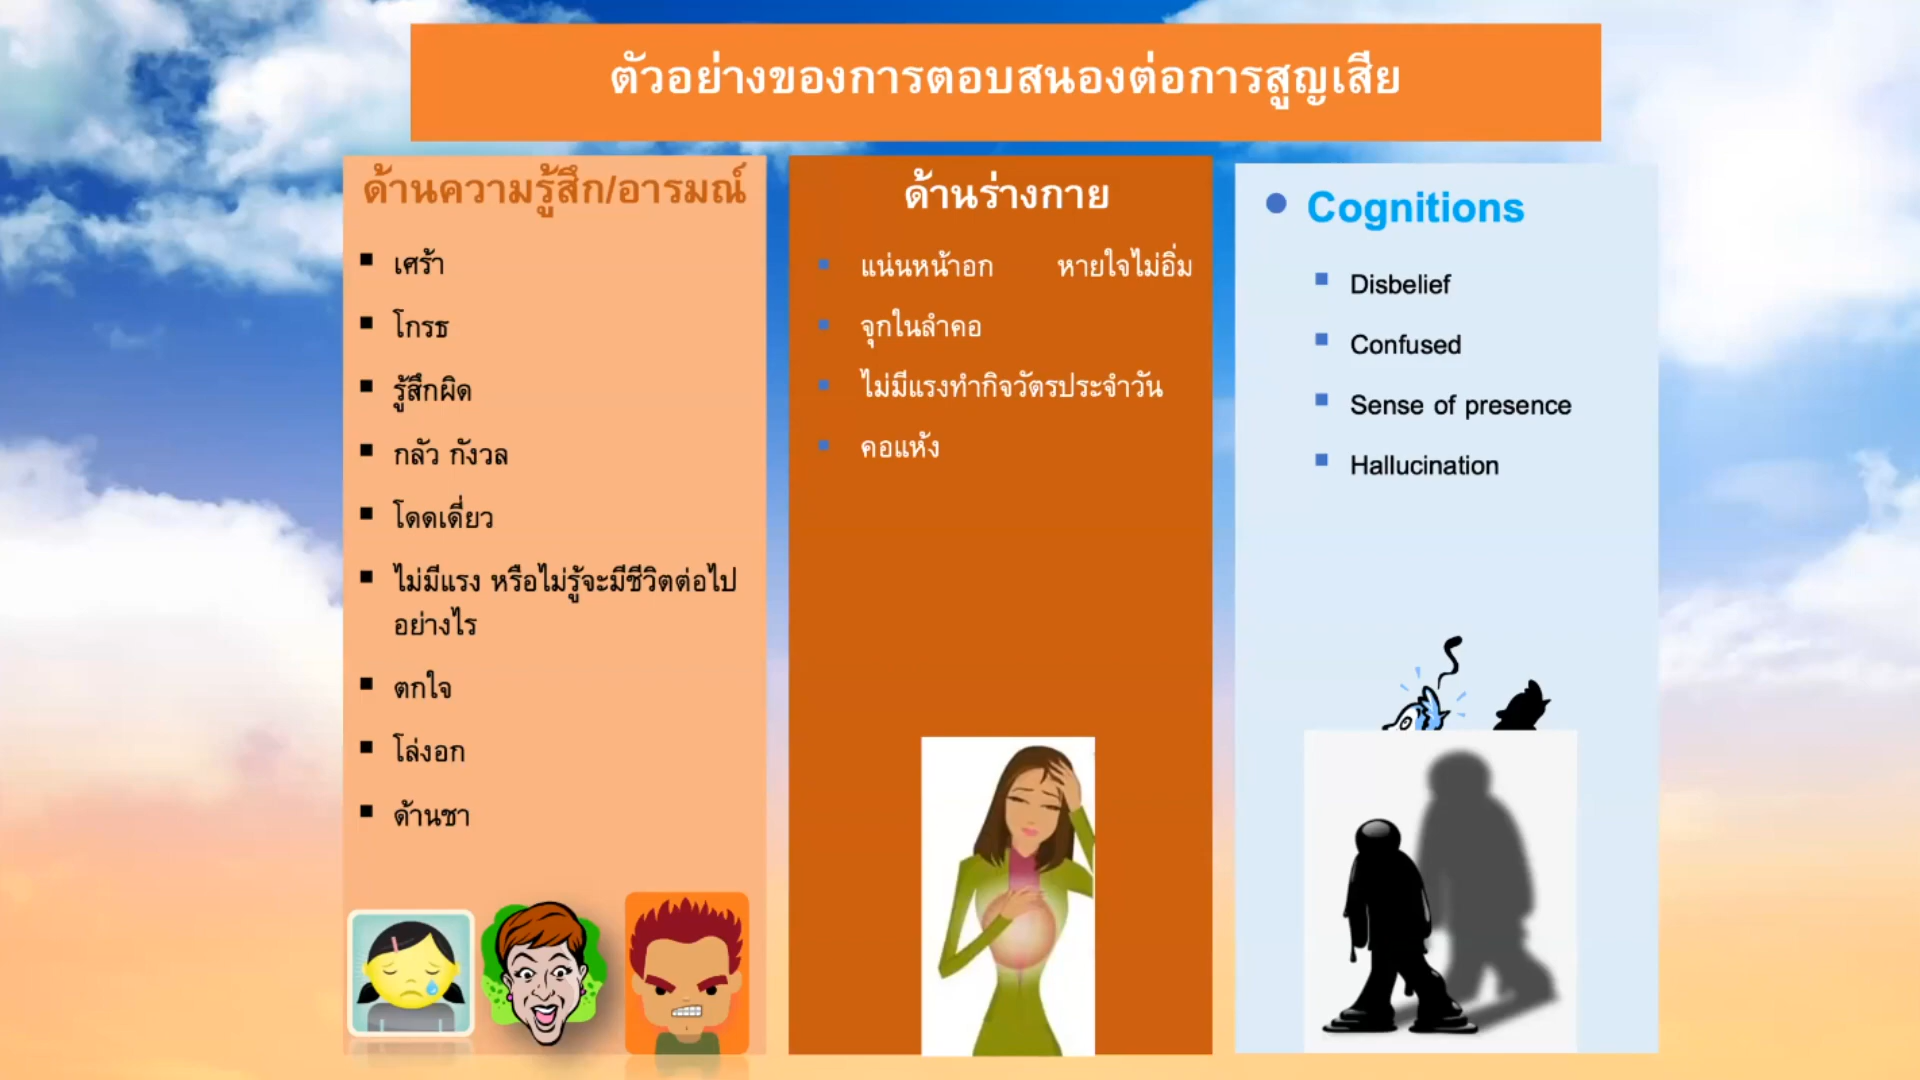 ตัวอย่างของการตอบสนองต่อการสูญเสีย
ด้านความรู้สึก/อารมณ์
เศร้า
โกรธ
รู้สึกผิด
กลัว กังวล
โดดเดี่ยว
ไม่มีแรง หรือไม่รู้จะมีชีวิตต่อไป
อย่างไร
ตกใจ
โล่งอก
ด้านชา
ด้านร่างกาย
แน่นหน้าอก หายใจไม่อิ่ม
จุกในลำคอ
ไม่มีแรงทำกิจวัตรประจำวัน
คอแห้ง
Cognitions
Disbelief
Confused
Sense of presence
Hallucination